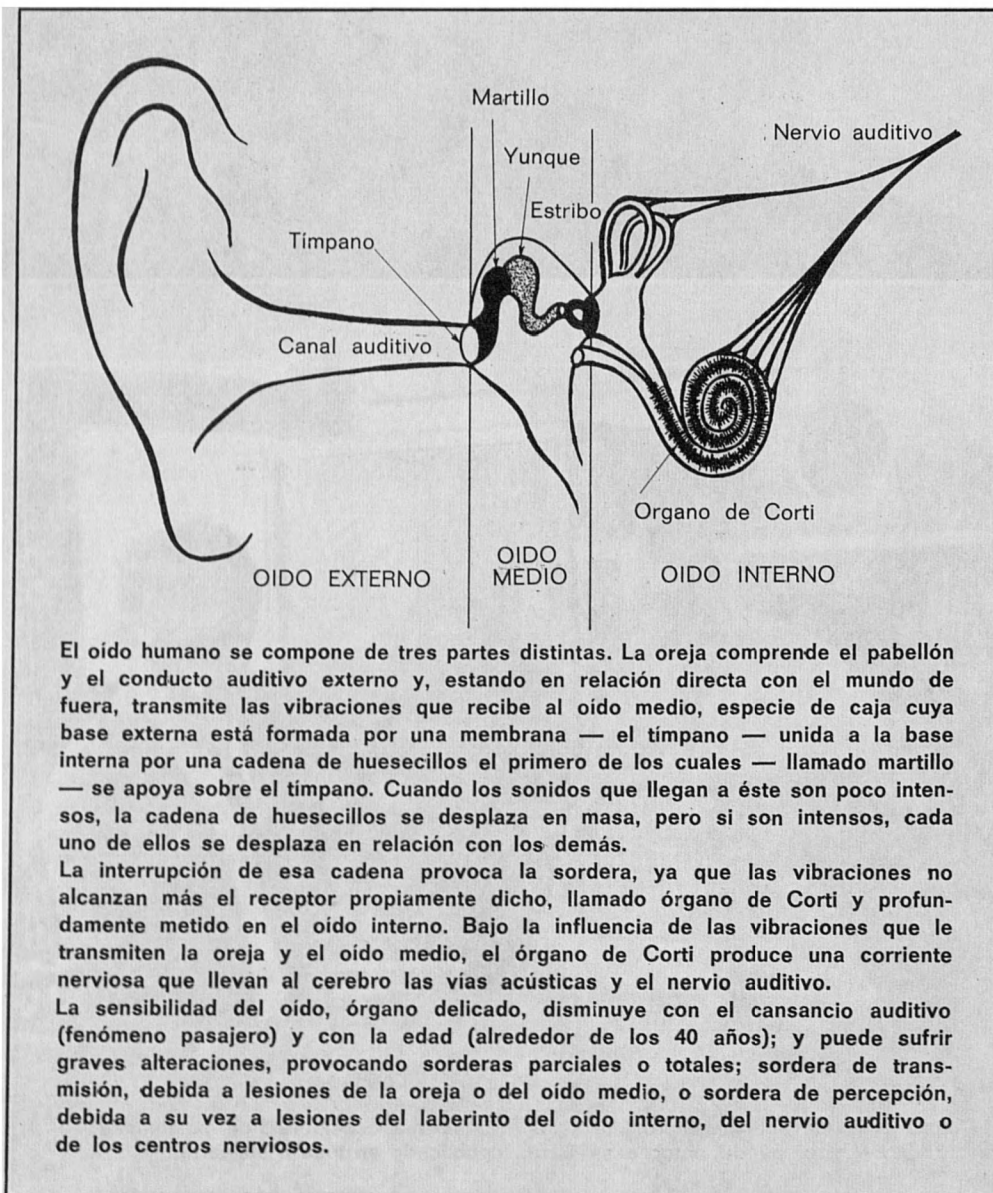 Martillo
Nervio auditivo
Yunque
Estribo
Tímpano
Canal auditivo
Organo de Corti
OIDO EXTERNO
OIDO
MEDIO
OIDO INTERNO
El oído humano se compone de tres partes distintas. La oreja comprende el pabellón
y el conducto auditivo externo y, estando en relación directa con el mundo de
fuera, transmite las vibraciones que recibe al oído medio, especie de caja cuya
base externa está formada por una membrana — el tímpano — unida a la base
interna por una cadena de huesecillos el primero de los cuales — llamado martillo
— se apoya sobre el tímpano. Cuando los sonidos que llegan a éste son poco inten-
sos, la cadena de huesecillos se desplaza en masa, pero si son intensos, cada
uno de ellos se desplaza en relación con los demás.
La interrupción de esa cadena provoca la sordera, ya que las vibraciones no
alcanzan más el receptor propiamente dicho, llamado órgano de Corti y profun-
damente metido en el oído interno. Bajo la influencia de las vibraciones que le
transmiten la oreja y el oído medio, el órgano de Corti produce una corriente
nerviosa que llevan al cerebro las vías acústicas y el nervio auditivo.
La sensibilidad del oído, órgano delicado, disminuye con el cansancio auditivo
(fenómeno pasajero) y con la edad (alrededor de los 40 años); y puede sufrir
graves alteraciones, provocando sorderas parciales o totales; sordera de trans-
misión, debida a lesiones de la oreja o del oído medio, o sordera de percepción,
debida a su vez a lesiones del laberinto del oído interno, del nervio auditivo o
de los centros nerviosos.